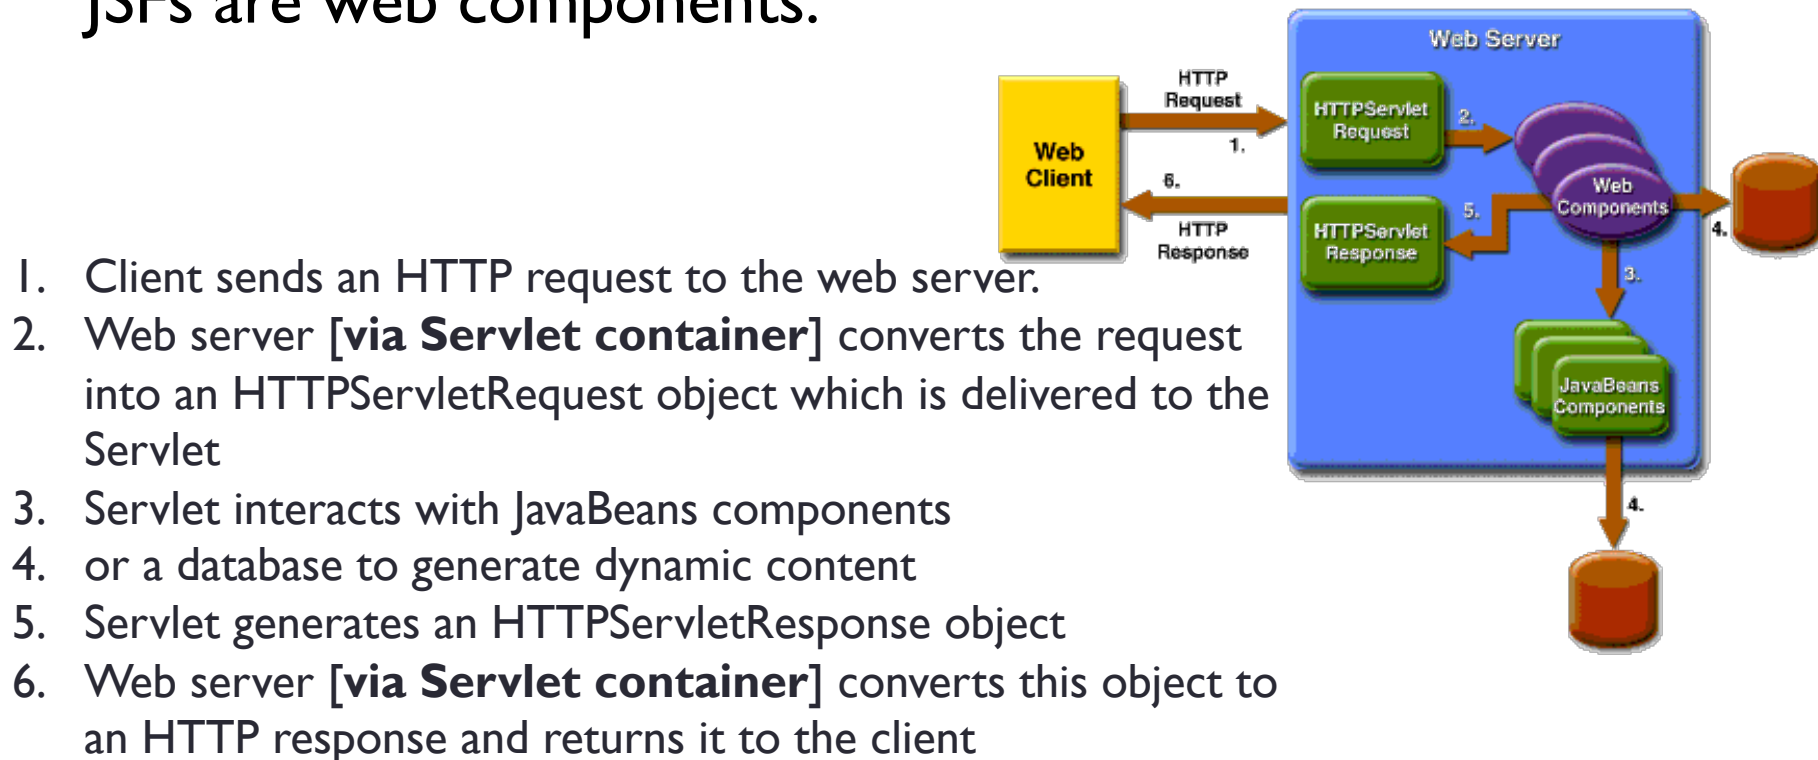 JSFs are web components.
1. Client sends an HTTP request to the web server.
2. Web server [via Servlet container] converts the request
into an HTTPServletRequest object which is delivered to the
Servlet
3. Servlet interacts with JavaBeans components
4. or a database to generate dynamic content
5. Servlet generates an HTTPServletResponse object
6. Web server [via Servlet container] converts this object to
an HTTP response and returns it to the client
Web Server
Web
Client
HTTP
Request
1.
6.
HTTP
Response
HTTPServlet
Request
2.
HTTPServlet
Response
5.
Web
Components
4.
3.
JavaBeans
Components
4.